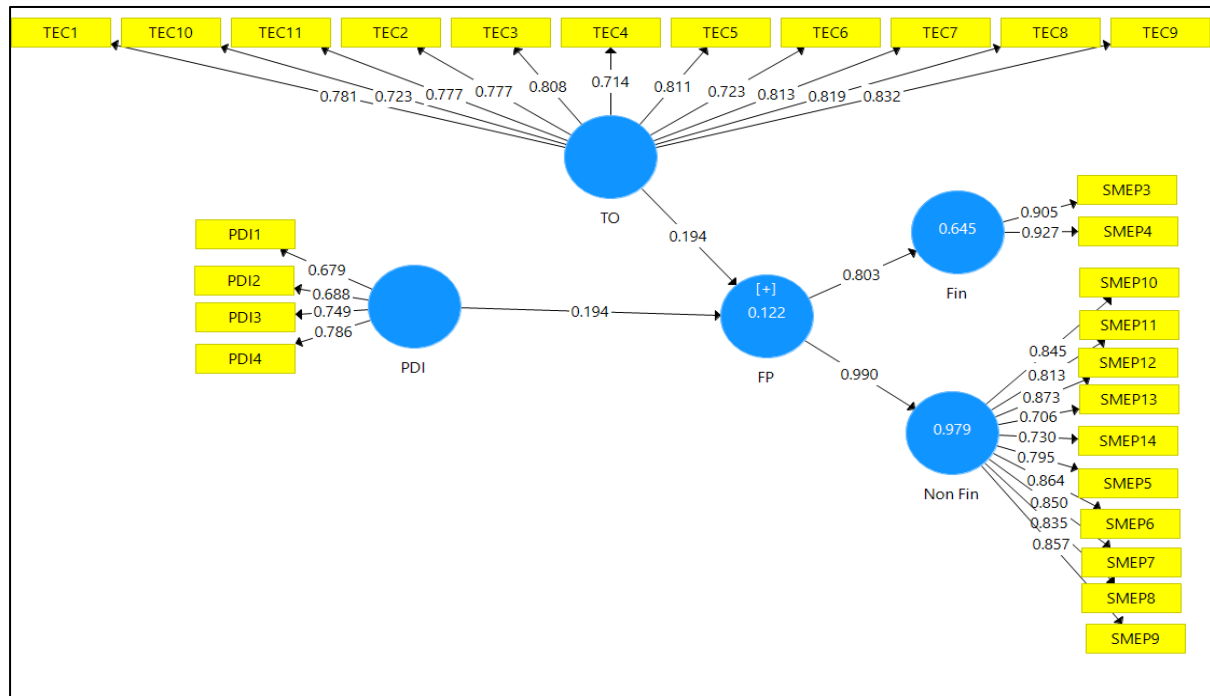 TEC1 TEC10 TEC11 TEC2 TEC3 TEC4 TEC5 TEC6 TEC7 TEC8 TEC9
0.781 0.723 0.777 0.777 0.808 0.714 0.811 0.723 0.813 0.819 0.832
TO
0.194
PDI1
PDI2
PDI3
PDI4
0.679
0.688
0.749
0.786
PDI
0.194
[+]
0.122
FP
0.803
0.990
0.645
Fin
0.905
0.927
SMEP3
SMEP4
0.979
Non Fin
0.845
0.813
0.873
0.706
0.730
0.795
0.864
0.850
0.835
0.857
SMEP10
SMEP11
SMEP12
SMEP13
SMEP14
SMEP5
SMEP6
SMEP7
SMEP8
SMEP9